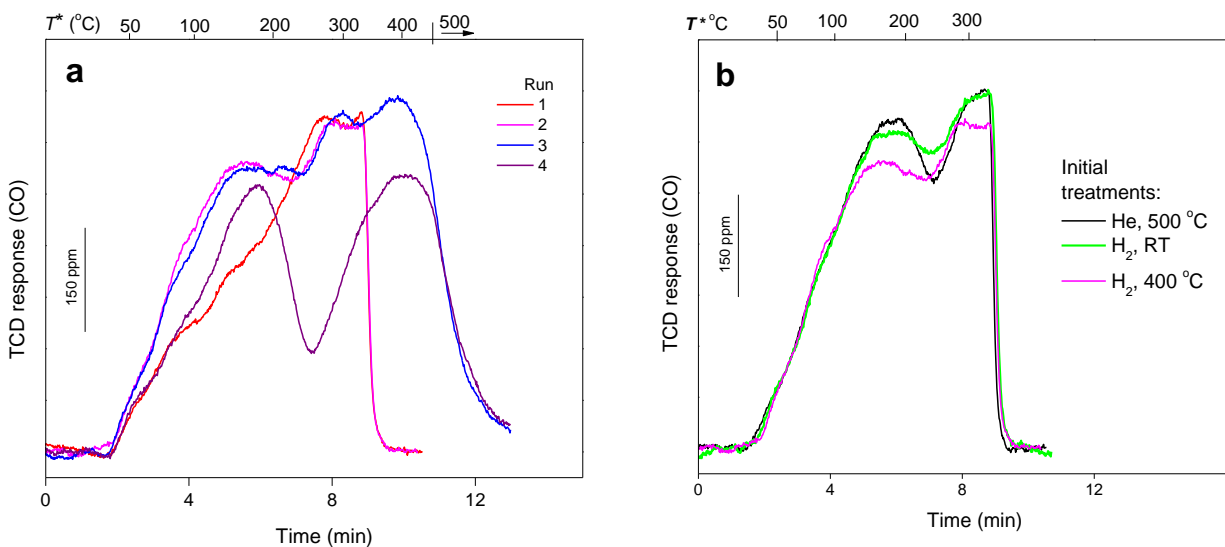 T* (°C) 50 100 200 300 400 500
a
Run
1
2
3
4
150 ppm
TCD response (CO)
0 4 8 12
Time (min)
T* °C 50 100 200 300
b
Initial
treatments:
He, 500 °C
H₂, RT
H₂, 400 °C
150 ppm
TCD response (CO)
0 4 8 12
Time (min)